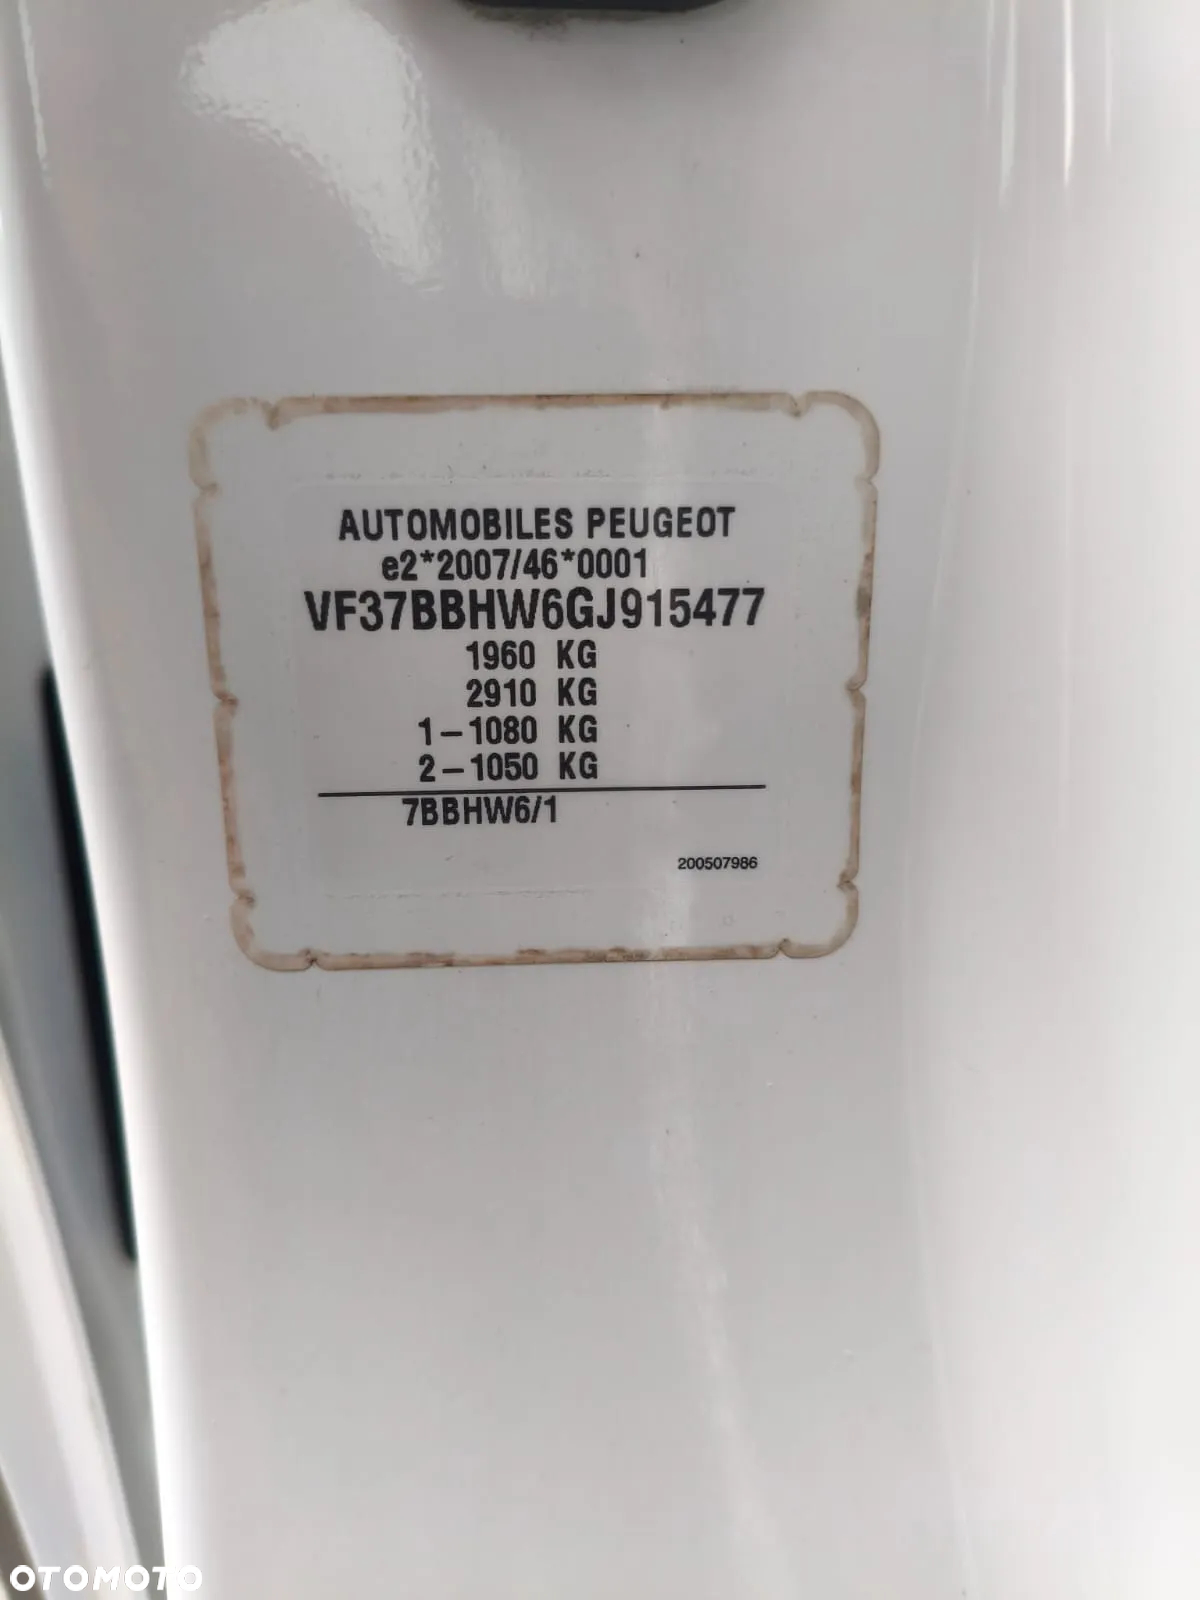 AUTOMOBILES PEUGEOT
e2*2007/46*0001
VF37BBHW6GJ915477
1960 KG
2910 KG
1-1080 KG
2-1050 KG
7BBHW6/1
200507986
OTOMOTO